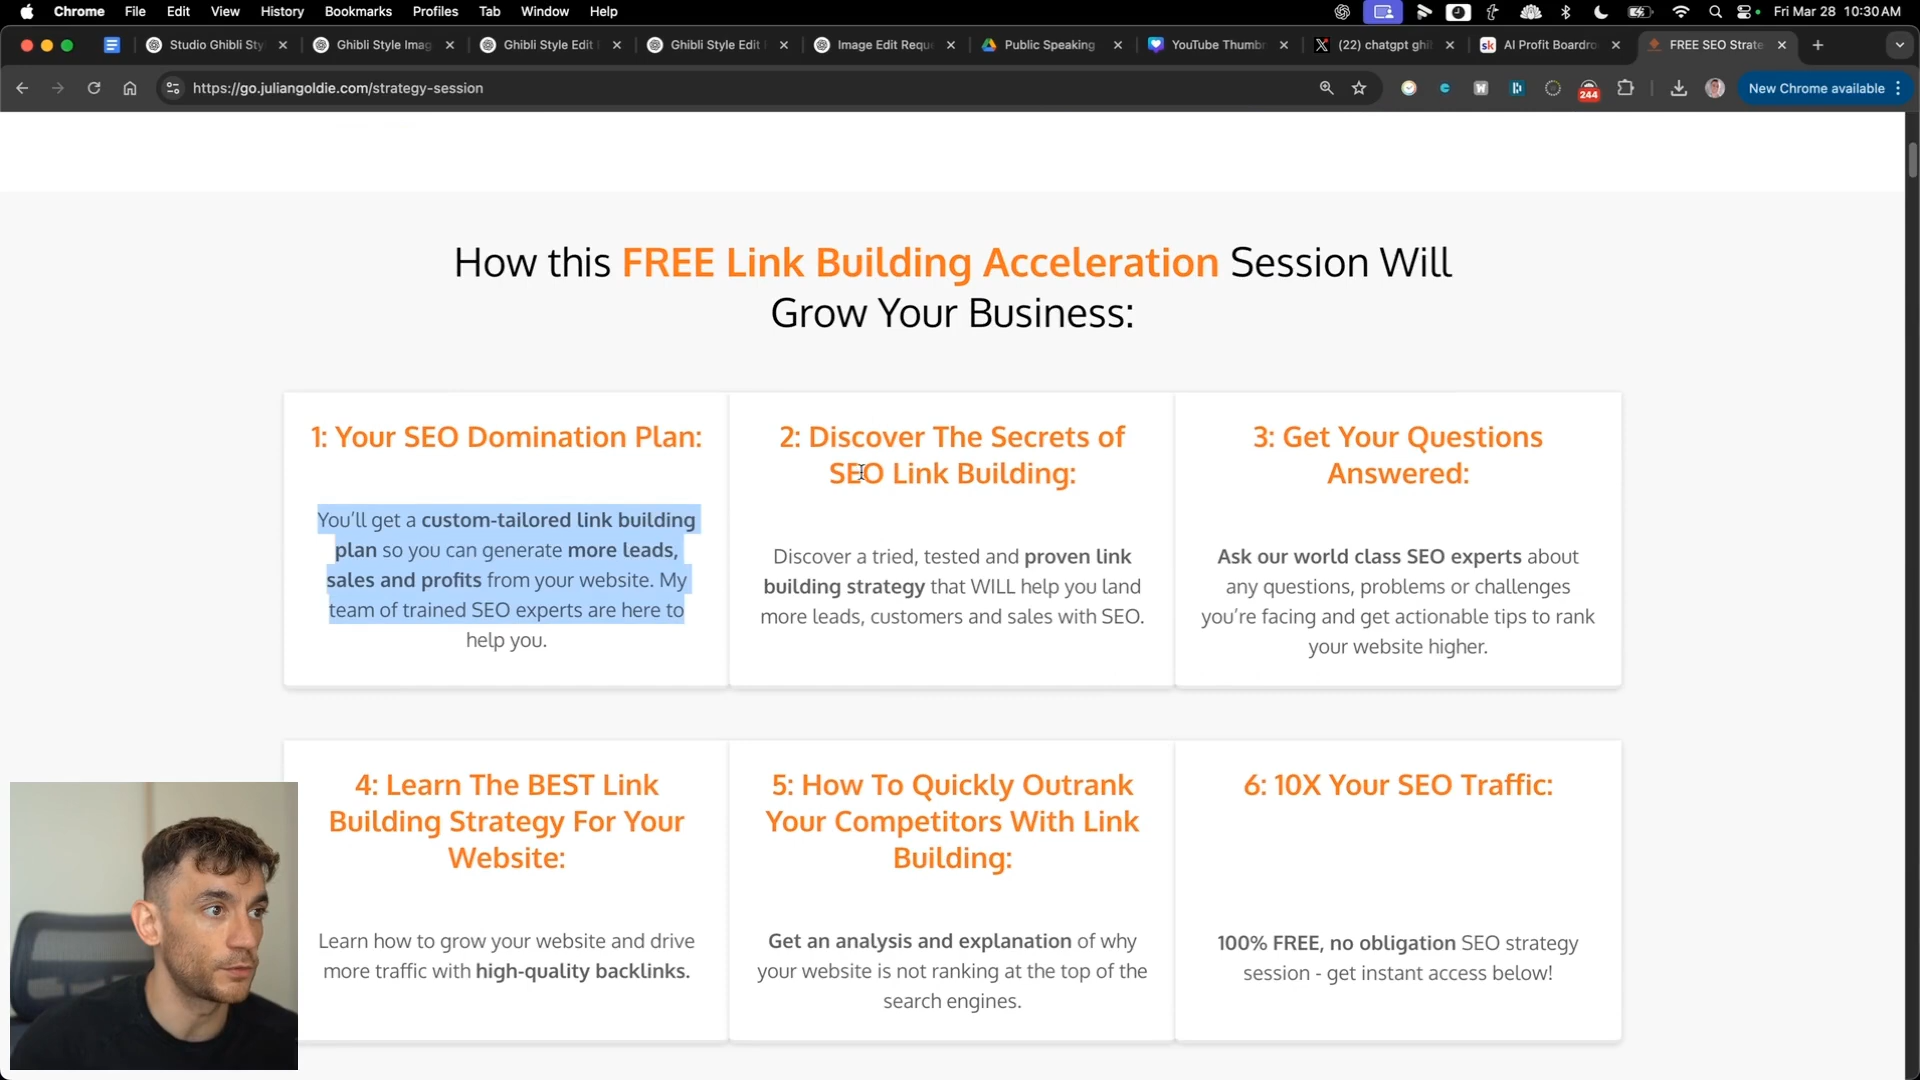 Chrome File Edit View History Bookmarks Profiles Tab Window Help
Fri Mar 28 10:30 AM
Studio Ghibli Sty
Ghibli Style Imag
Ghibli Style Edit
Ghibli Style Edit
Image Edit Requ
Public Speaking
YouTube Thumb
(22) chatgpt ghi
AI Profit Boardro
FREE SEO Strate
https://go.juliangoldie.com/strategy-session
244
New Chrome available
How this FREE Link Building Acceleration Session Will
Grow Your Business:
1: Your SEO Domination Plan:
You'll get a custom-tailored link building
plan so you can generate more leads,
sales and profits from your website. My
team of trained SEO experts are here to
help you.
2: Discover The Secrets of
SEO Link Building:
Discover a tried, tested and proven link
building strategy that WILL help you land
more leads, customers and sales with SEO.
3: Get Your Questions
Answered:
Ask our world class SEO experts about
any questions, problems or challenges
you're facing and get actionable tips to rank
your website higher.
4: Learn The BEST Link
Building Strategy For Your
Website:
Learn how to grow your website and drive
more traffic with high-quality backlinks.
5: How To Quickly Outrank
Your Competitors With Link
Building:
Get an analysis and explanation of why
your website is not ranking at the top of the
search engines.
6: 10X Your SEO Traffic:
100% FREE, no obligation SEO strategy
session - get instant access below!